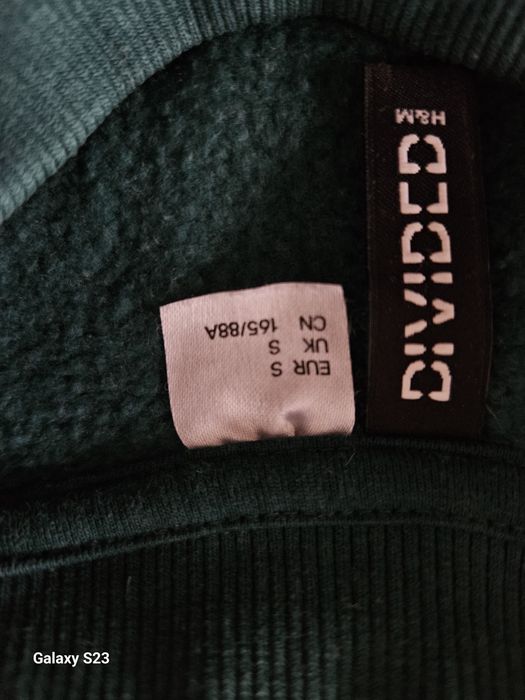 DIVIDED
H&M
EUR S
UK S
CN 165/88A
Galaxy S23